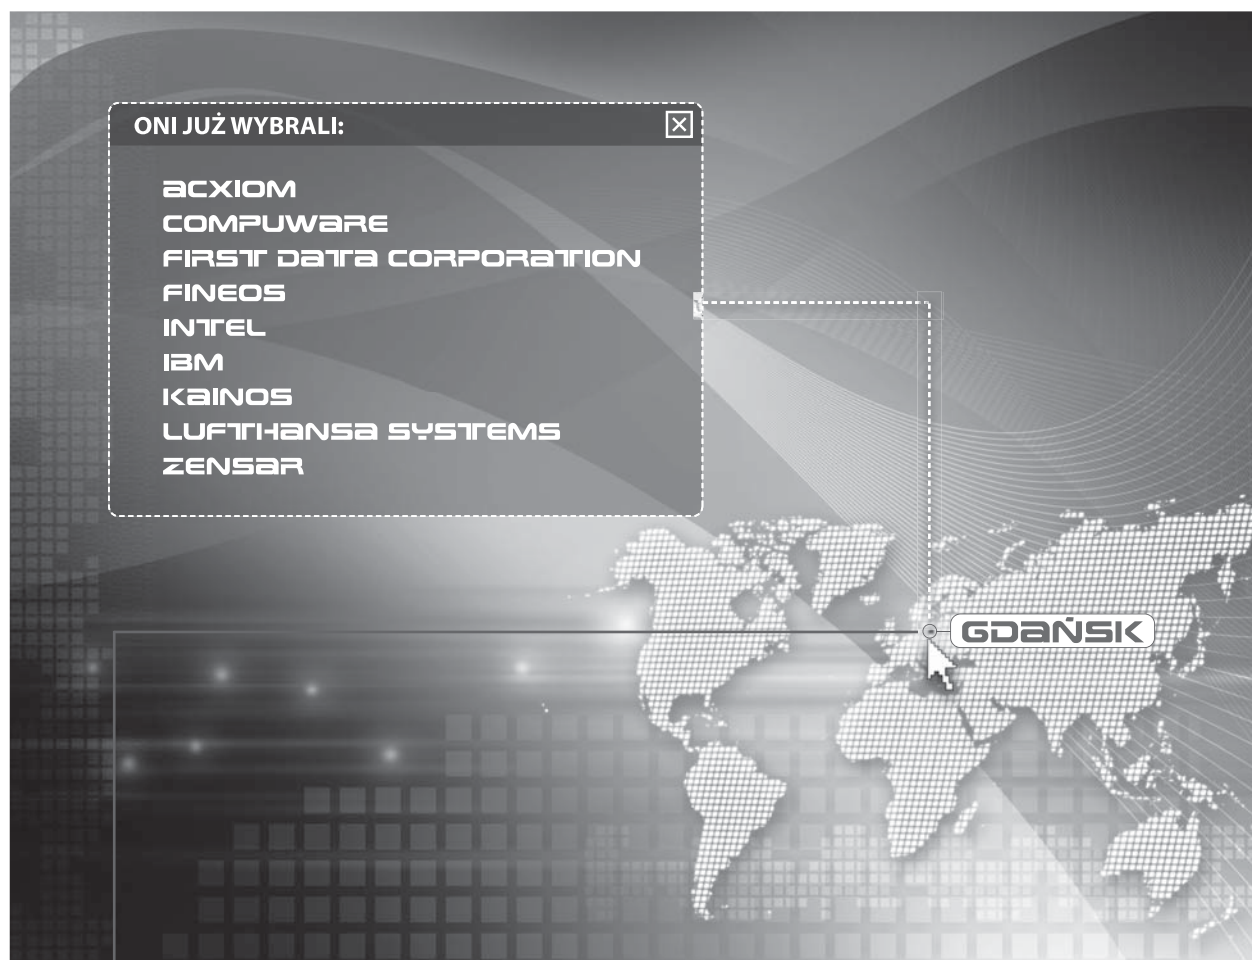 ONI JUŻ WYBRALI:
ACXIOM
COMPUWARE
FIRST DATA CORPORATION
FINEOS
INTEL
IBM
KAINOS
LUFTHANSA SYSTEMS
ZENSAR
GDAŃSK